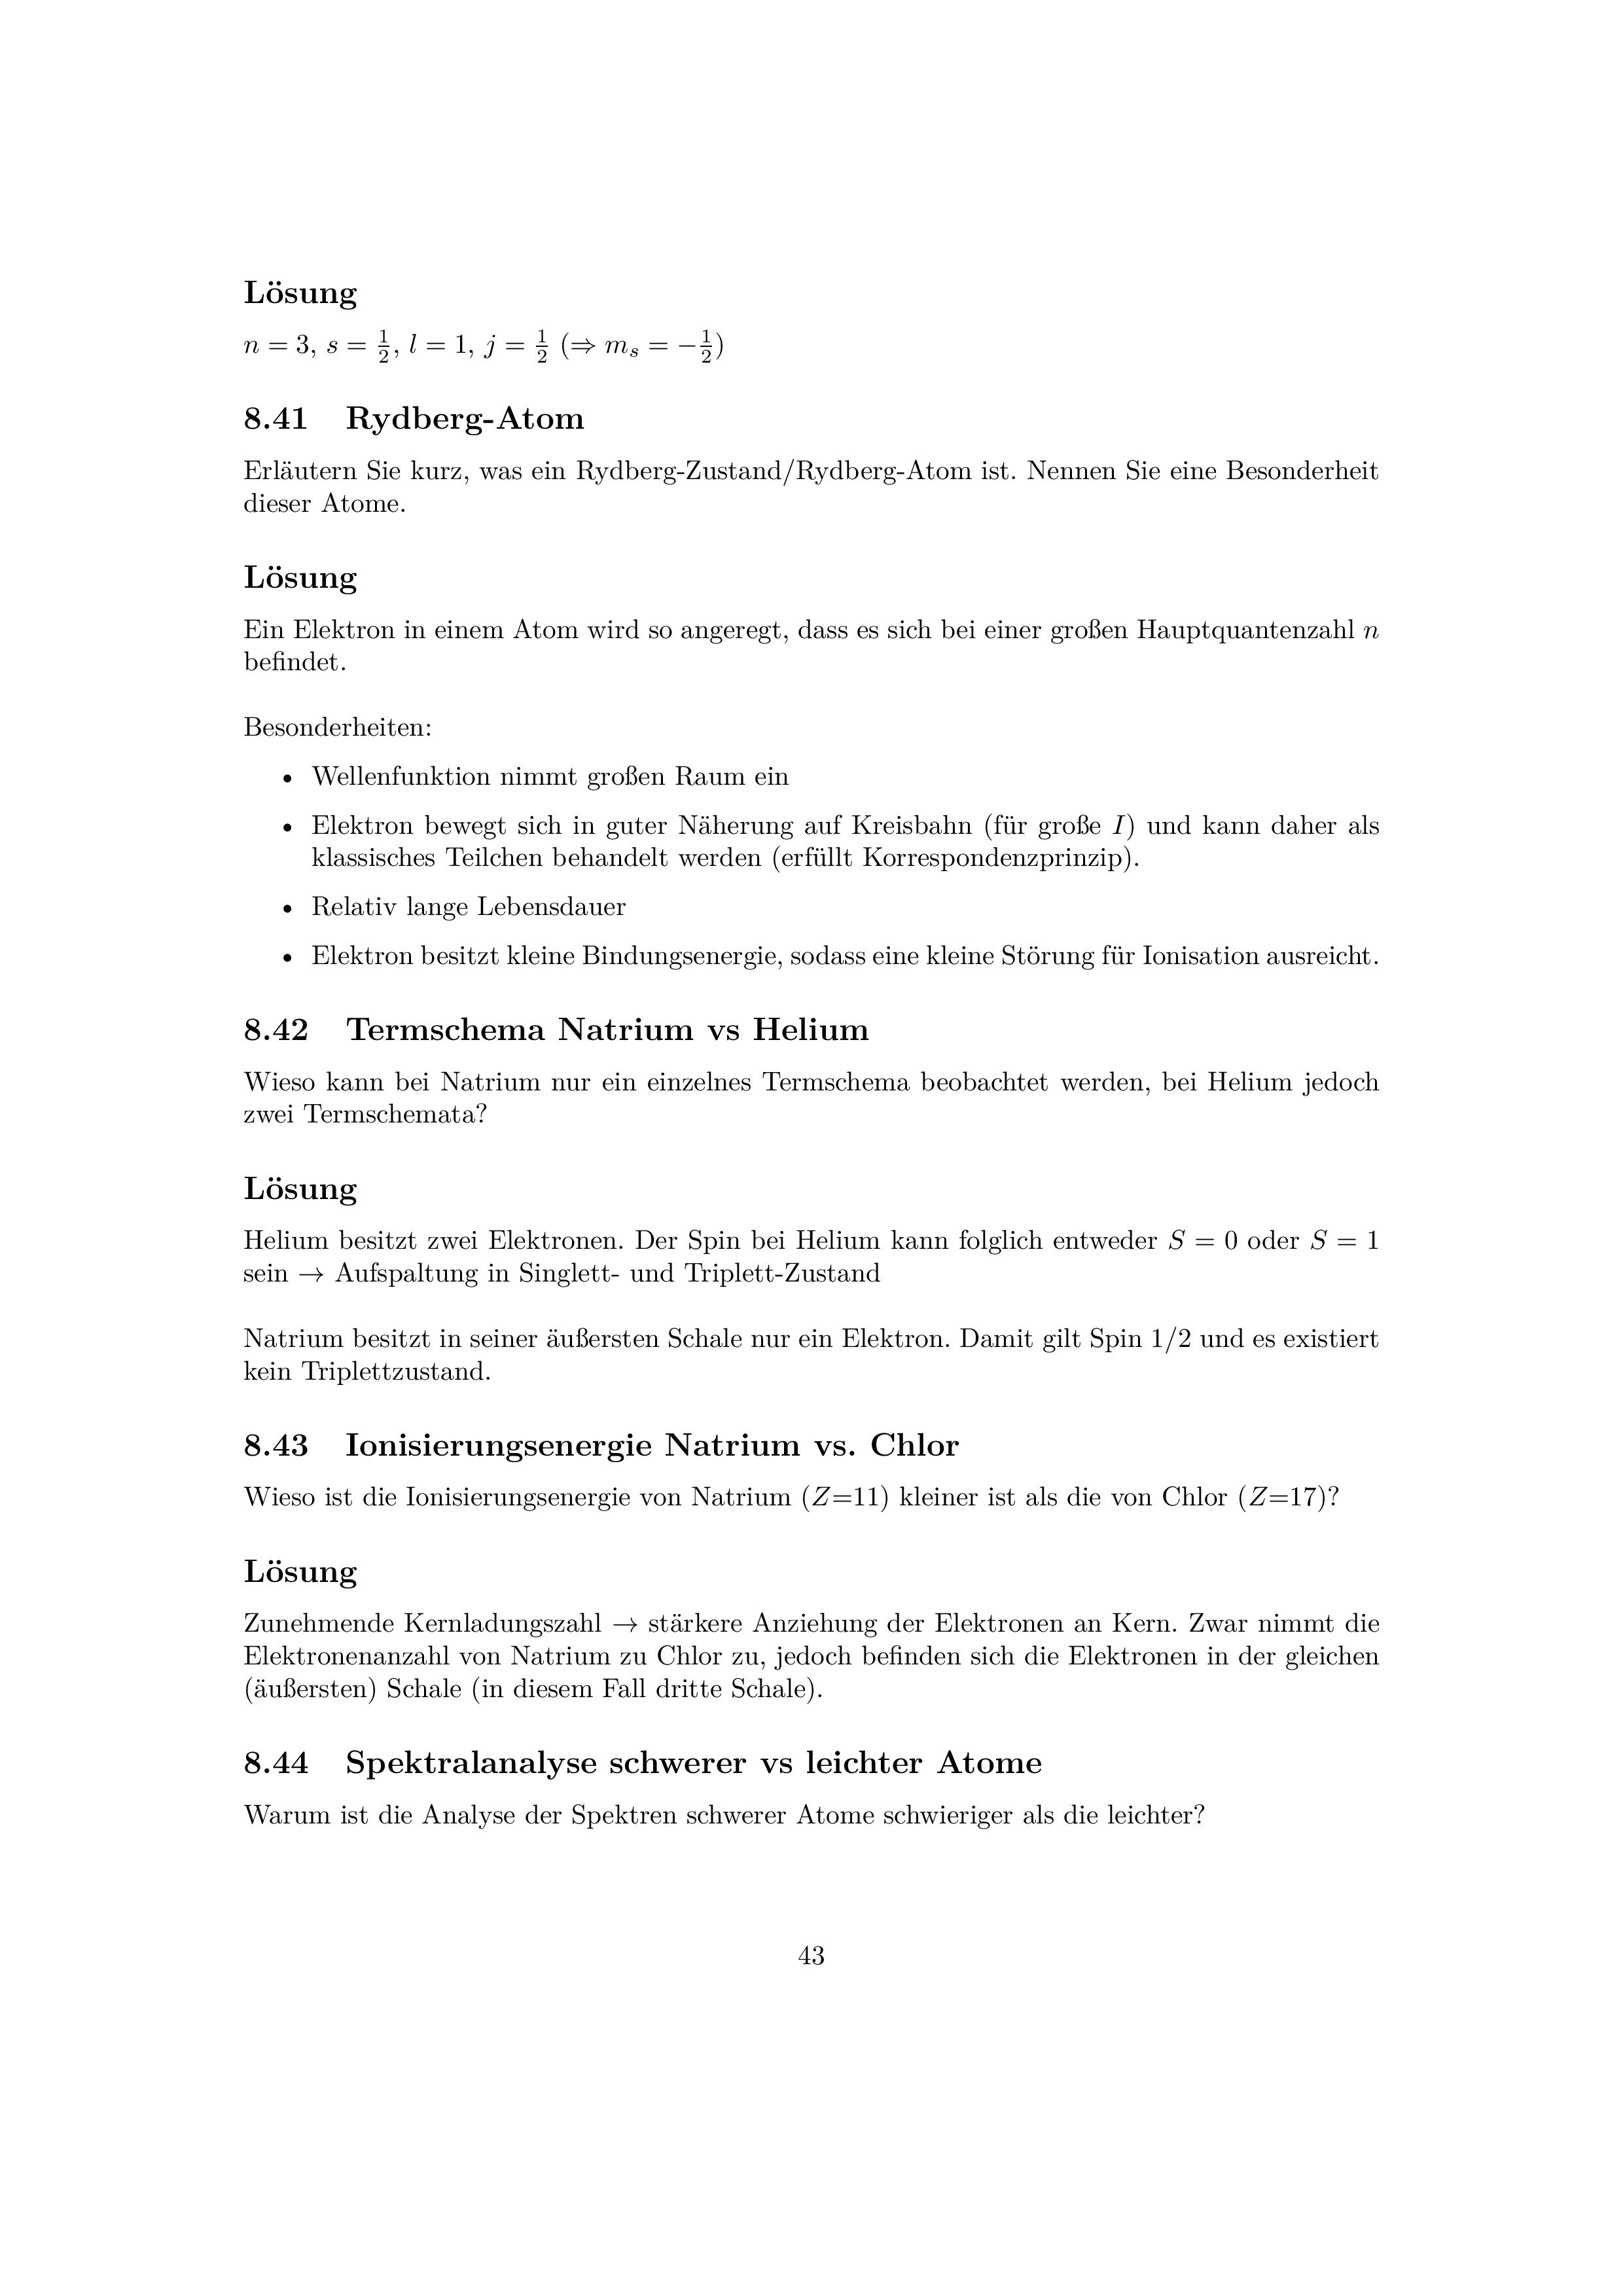 Lösung
n = 3, s = 1/2, l = 1, j = 1/2 (⇒ mₛ = −1/2)
8.41 Rydberg-Atom
Erläutern Sie kurz, was ein Rydberg-Zustand/Rydberg-Atom ist. Nennen Sie eine Besonderheit
dieser Atome.
Lösung
Ein Elektron in einem Atom wird so angeregt, dass es sich bei einer großen Hauptquantenzahl n
befindet.
Besonderheiten:
• Wellenfunktion nimmt großen Raum ein
• Elektron bewegt sich in guter Näherung auf Kreisbahn (für große I) und kann daher als
klassisches Teilchen behandelt werden (erfüllt Korrespondenzprinzip).
• Relativ lange Lebensdauer
• Elektron besitzt kleine Bindungsenergie, sodass eine kleine Störung für Ionisation ausreicht.
8.42 Termschema Natrium vs Helium
Wieso kann bei Natrium nur ein einzelnes Termschema beobachtet werden, bei Helium jedoch
zwei Termschemata?
Lösung
Helium besitzt zwei Elektronen. Der Spin bei Helium kann folglich entweder S = 0 oder S = 1
sein → Aufspaltung in Singlett- und Triplett-Zustand
Natrium besitzt in seiner äußersten Schale nur ein Elektron. Damit gilt Spin 1/2 und es existiert
kein Triplettzustand.
8.43 Ionisierungsenergie Natrium vs. Chlor
Wieso ist die Ionisierungsenergie von Natrium (Z=11) kleiner ist als die von Chlor (Z=17)?
Lösung
Zunehmende Kernladungszahl → stärkere Anziehung der Elektronen an Kern. Zwar nimmt die
Elektronenanzahl von Natrium zu Chlor zu, jedoch befinden sich die Elektronen in der gleichen
(äußersten) Schale (in diesem Fall dritte Schale).
8.44 Spektralanalyse schwerer vs leichter Atome
Warum ist die Analyse der Spektren schwerer Atome schwieriger als die leichter?
43